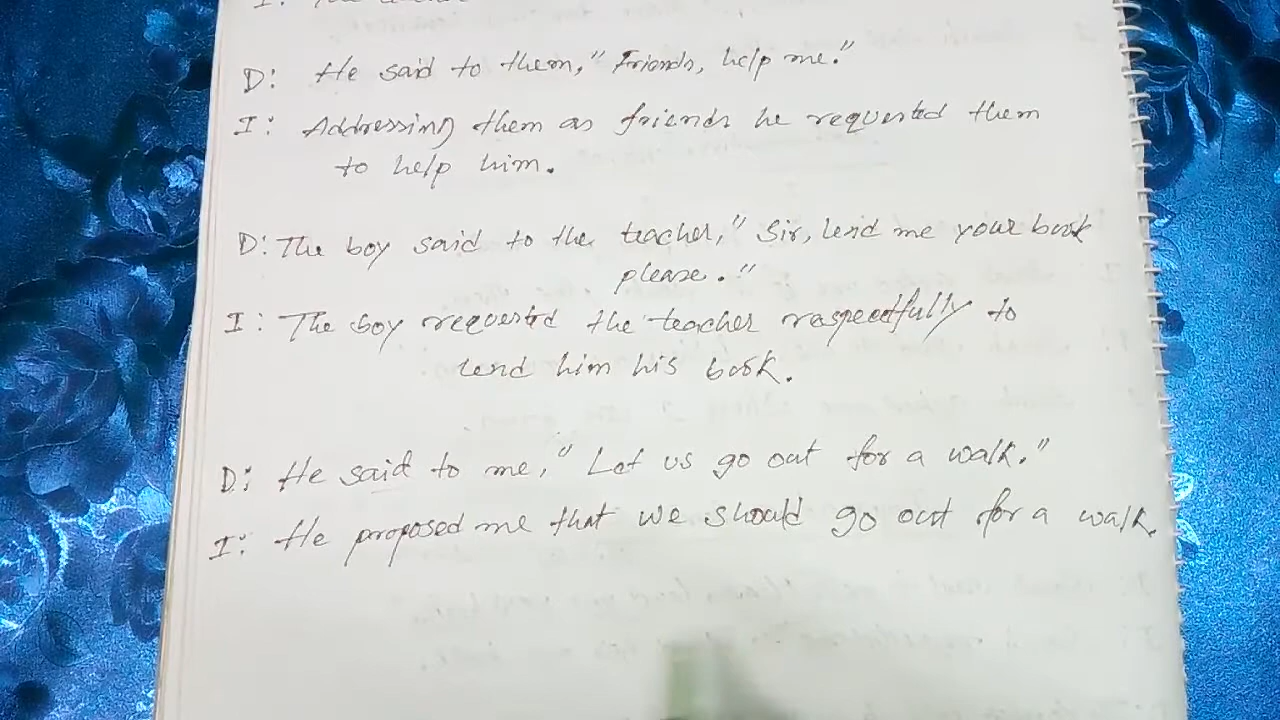 D: He said to them, "Friends, help me."
I: Addressing them as friends he requested them
to help him.
D: The boy said to the teacher, "Sir, lend me your book
please."
I: The boy requested the teacher raspectfully to
lend him his book.
D: He said to me, "Let us go out for a walk."
I: He proposed me that we should go out for a walk.